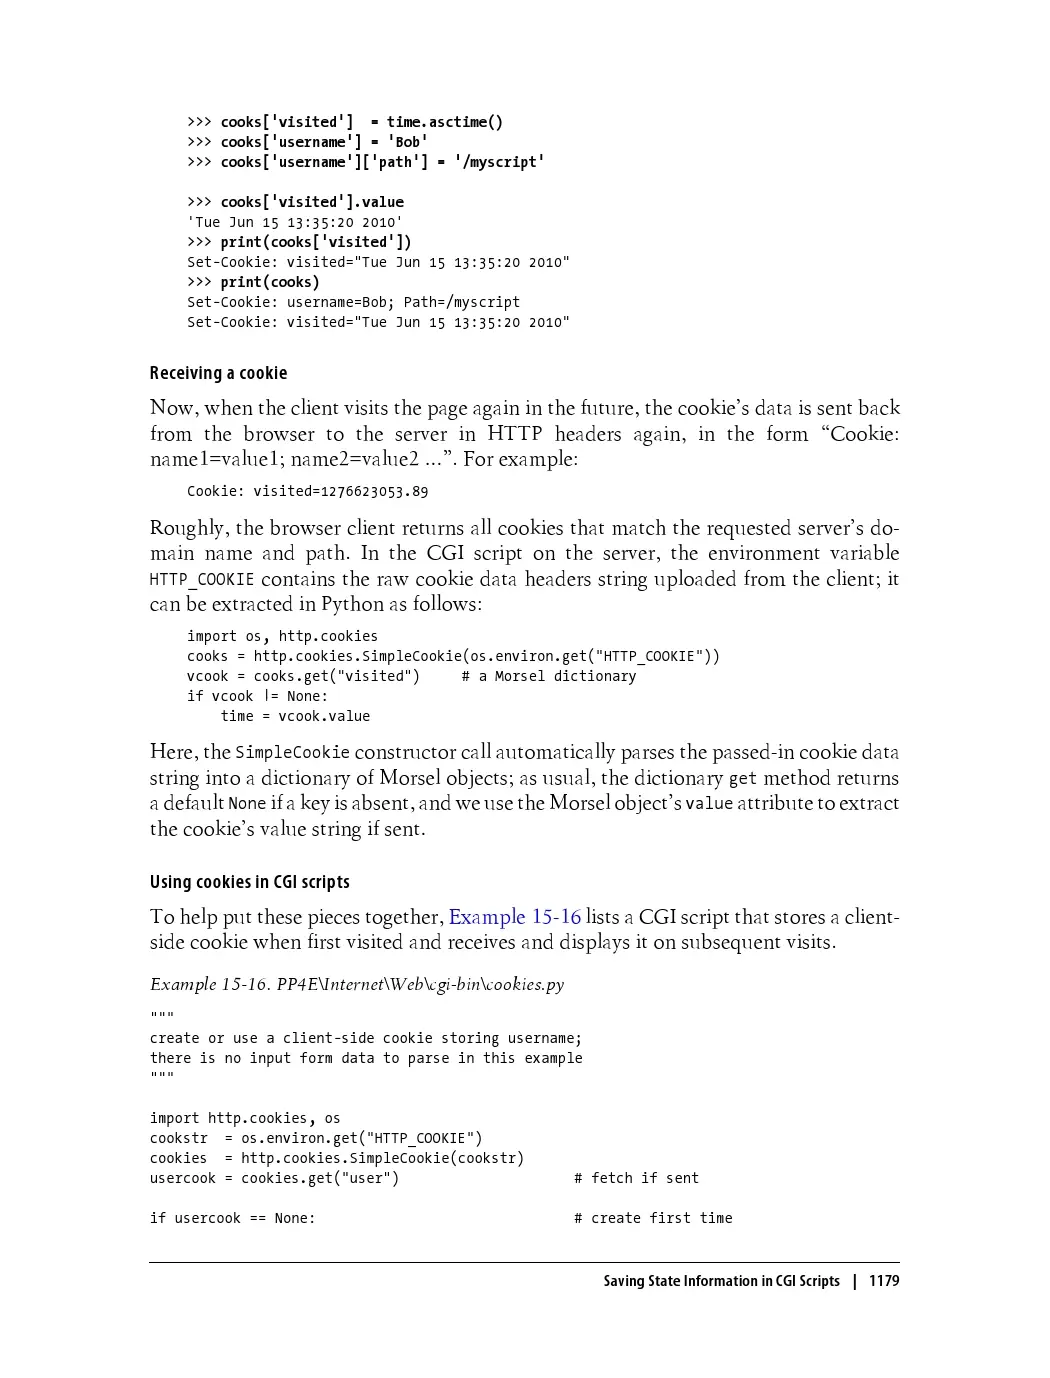 >>> cooks['visited']  = time.asctime()
>>> cooks['username'] = 'Bob'
>>> cooks['username']['path'] = '/myscript'

>>> cooks['visited'].value
'Tue Jun 15 13:35:20 2010'
>>> print(cooks['visited'])
Set-Cookie: visited="Tue Jun 15 13:35:20 2010"
>>> print(cooks)
Set-Cookie: username=Bob; Path=/myscript
Set-Cookie: visited="Tue Jun 15 13:35:20 2010"

Receiving a cookie
Now, when the client visits the page again in the future, the cookie’s data is sent back
from the browser to the server in HTTP headers again, in the form “Cookie:
name1=value1; name2=value2 ...”. For example:
Cookie: visited=1276623053.89
Roughly, the browser client returns all cookies that match the requested server’s do-
main name and path. In the CGI script on the server, the environment variable
HTTP_COOKIE contains the raw cookie data headers string uploaded from the client; it
can be extracted in Python as follows:
import os, http.cookies
cooks = http.cookies.SimpleCookie(os.environ.get("HTTP_COOKIE"))
vcook = cooks.get("visited")     # a Morsel dictionary
if vcook != None:
    time = vcook.value
Here, the SimpleCookie constructor call automatically parses the passed-in cookie data
string into a dictionary of Morsel objects; as usual, the dictionary get method returns
a default None if a key is absent, and we use the Morsel object’s value attribute to extract
the cookie’s value string if sent.

Using cookies in CGI scripts
To help put these pieces together, Example 15-16 lists a CGI script that stores a client-
side cookie when first visited and receives and displays it on subsequent visits.
Example 15-16. PP4E\Internet\Web\cgi-bin\cookies.py
"""
create or use a client-side cookie storing username;
there is no input form data to parse in this example
"""

import http.cookies, os
cookstr  = os.environ.get("HTTP_COOKIE")
cookies  = http.cookies.SimpleCookie(cookstr)
usercook = cookies.get("user")                     # fetch if sent

if usercook == None:                               # create first time
Saving State Information in CGI Scripts | 1179